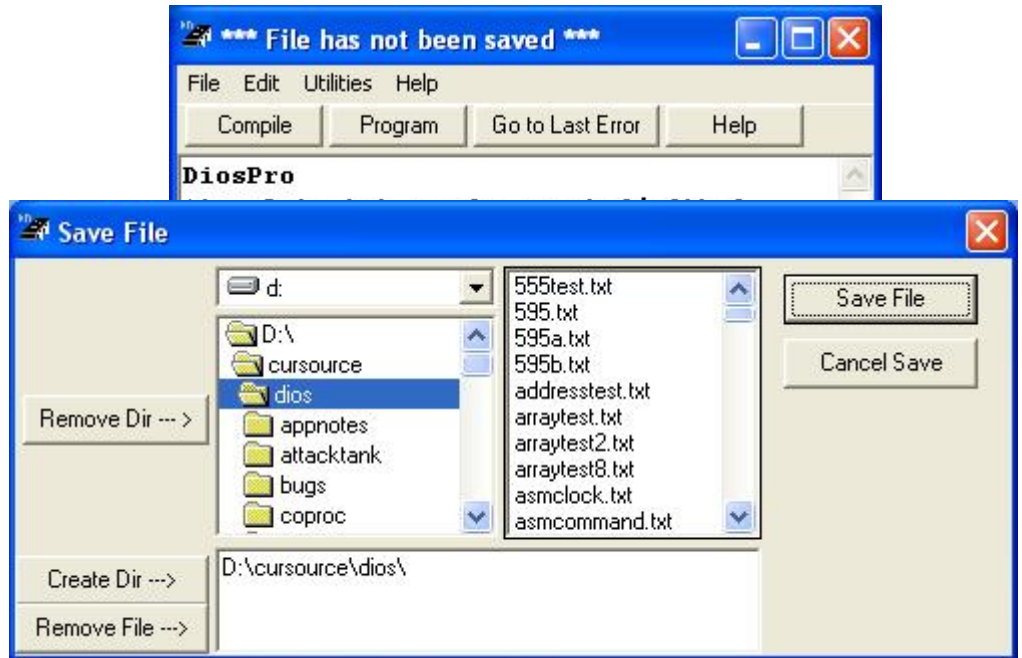 *** File has not been saved ***
File Edit Utilities Help
Compile Program Go to Last Error Help
DiosPro
Save File
d:
D:\
cursource
dios
appnotes
attacktank
bugs
coproc
555test.txt
595.txt
595a.txt
595b.txt
addresstest.txt
arraytest.txt
arraytest2.txt
arraytest8.txt
asmclock.txt
asmcommand.txt
Save File
Cancel Save
Remove Dir --- >
Create Dir --->
Remove File --->
D:\cursource\dios\